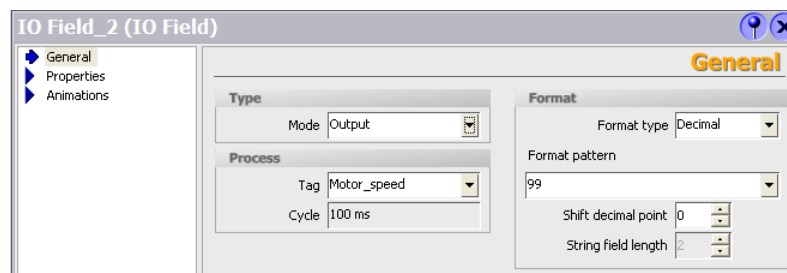 IO Field_2 (IO Field)
General
Properties
Animations
General
Type
Mode Output
Process
Tag Motor_speed
Cycle 100 ms
Format
Format type Decimal
Format pattern
99
Shift decimal point 0
String field length 2